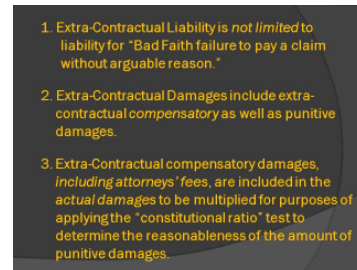 1. Extra-Contractual Liability is not limited to
liability for "Bad Faith failure to pay a claim
without arguable reason."
2. Extra-Contractual Damages include extra-
contractual compensatory as well as punitive
damages.
3. Extra-Contractual compensatory damages,
including attorneys' fees, are included in the
actual damages to be multiplied for purposes of
applying the "constitutional ratio" test to
determine the reasonableness of the amount of
punitive damages.